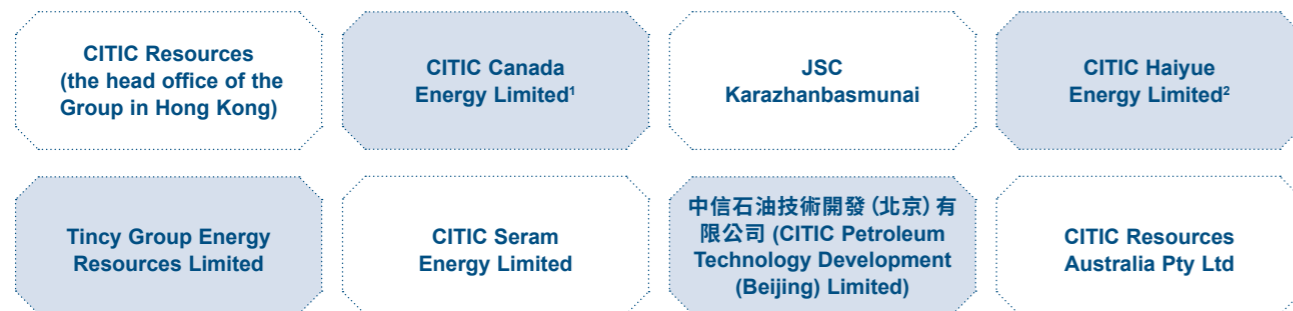 CITIC Resources
(the head office of the
Group in Hong Kong)
CITIC Canada
Energy Limited¹
JSC
Karazhanbasmunai
CITIC Haiyue
Energy Limited²
Tincy Group Energy
Resources Limited
CITIC Seram
Energy Limited
中信石油技術開發（北京）有
限公司 (CITIC Petroleum
Technology Development
(Beijing) Limited)
CITIC Resources
Australia Pty Ltd